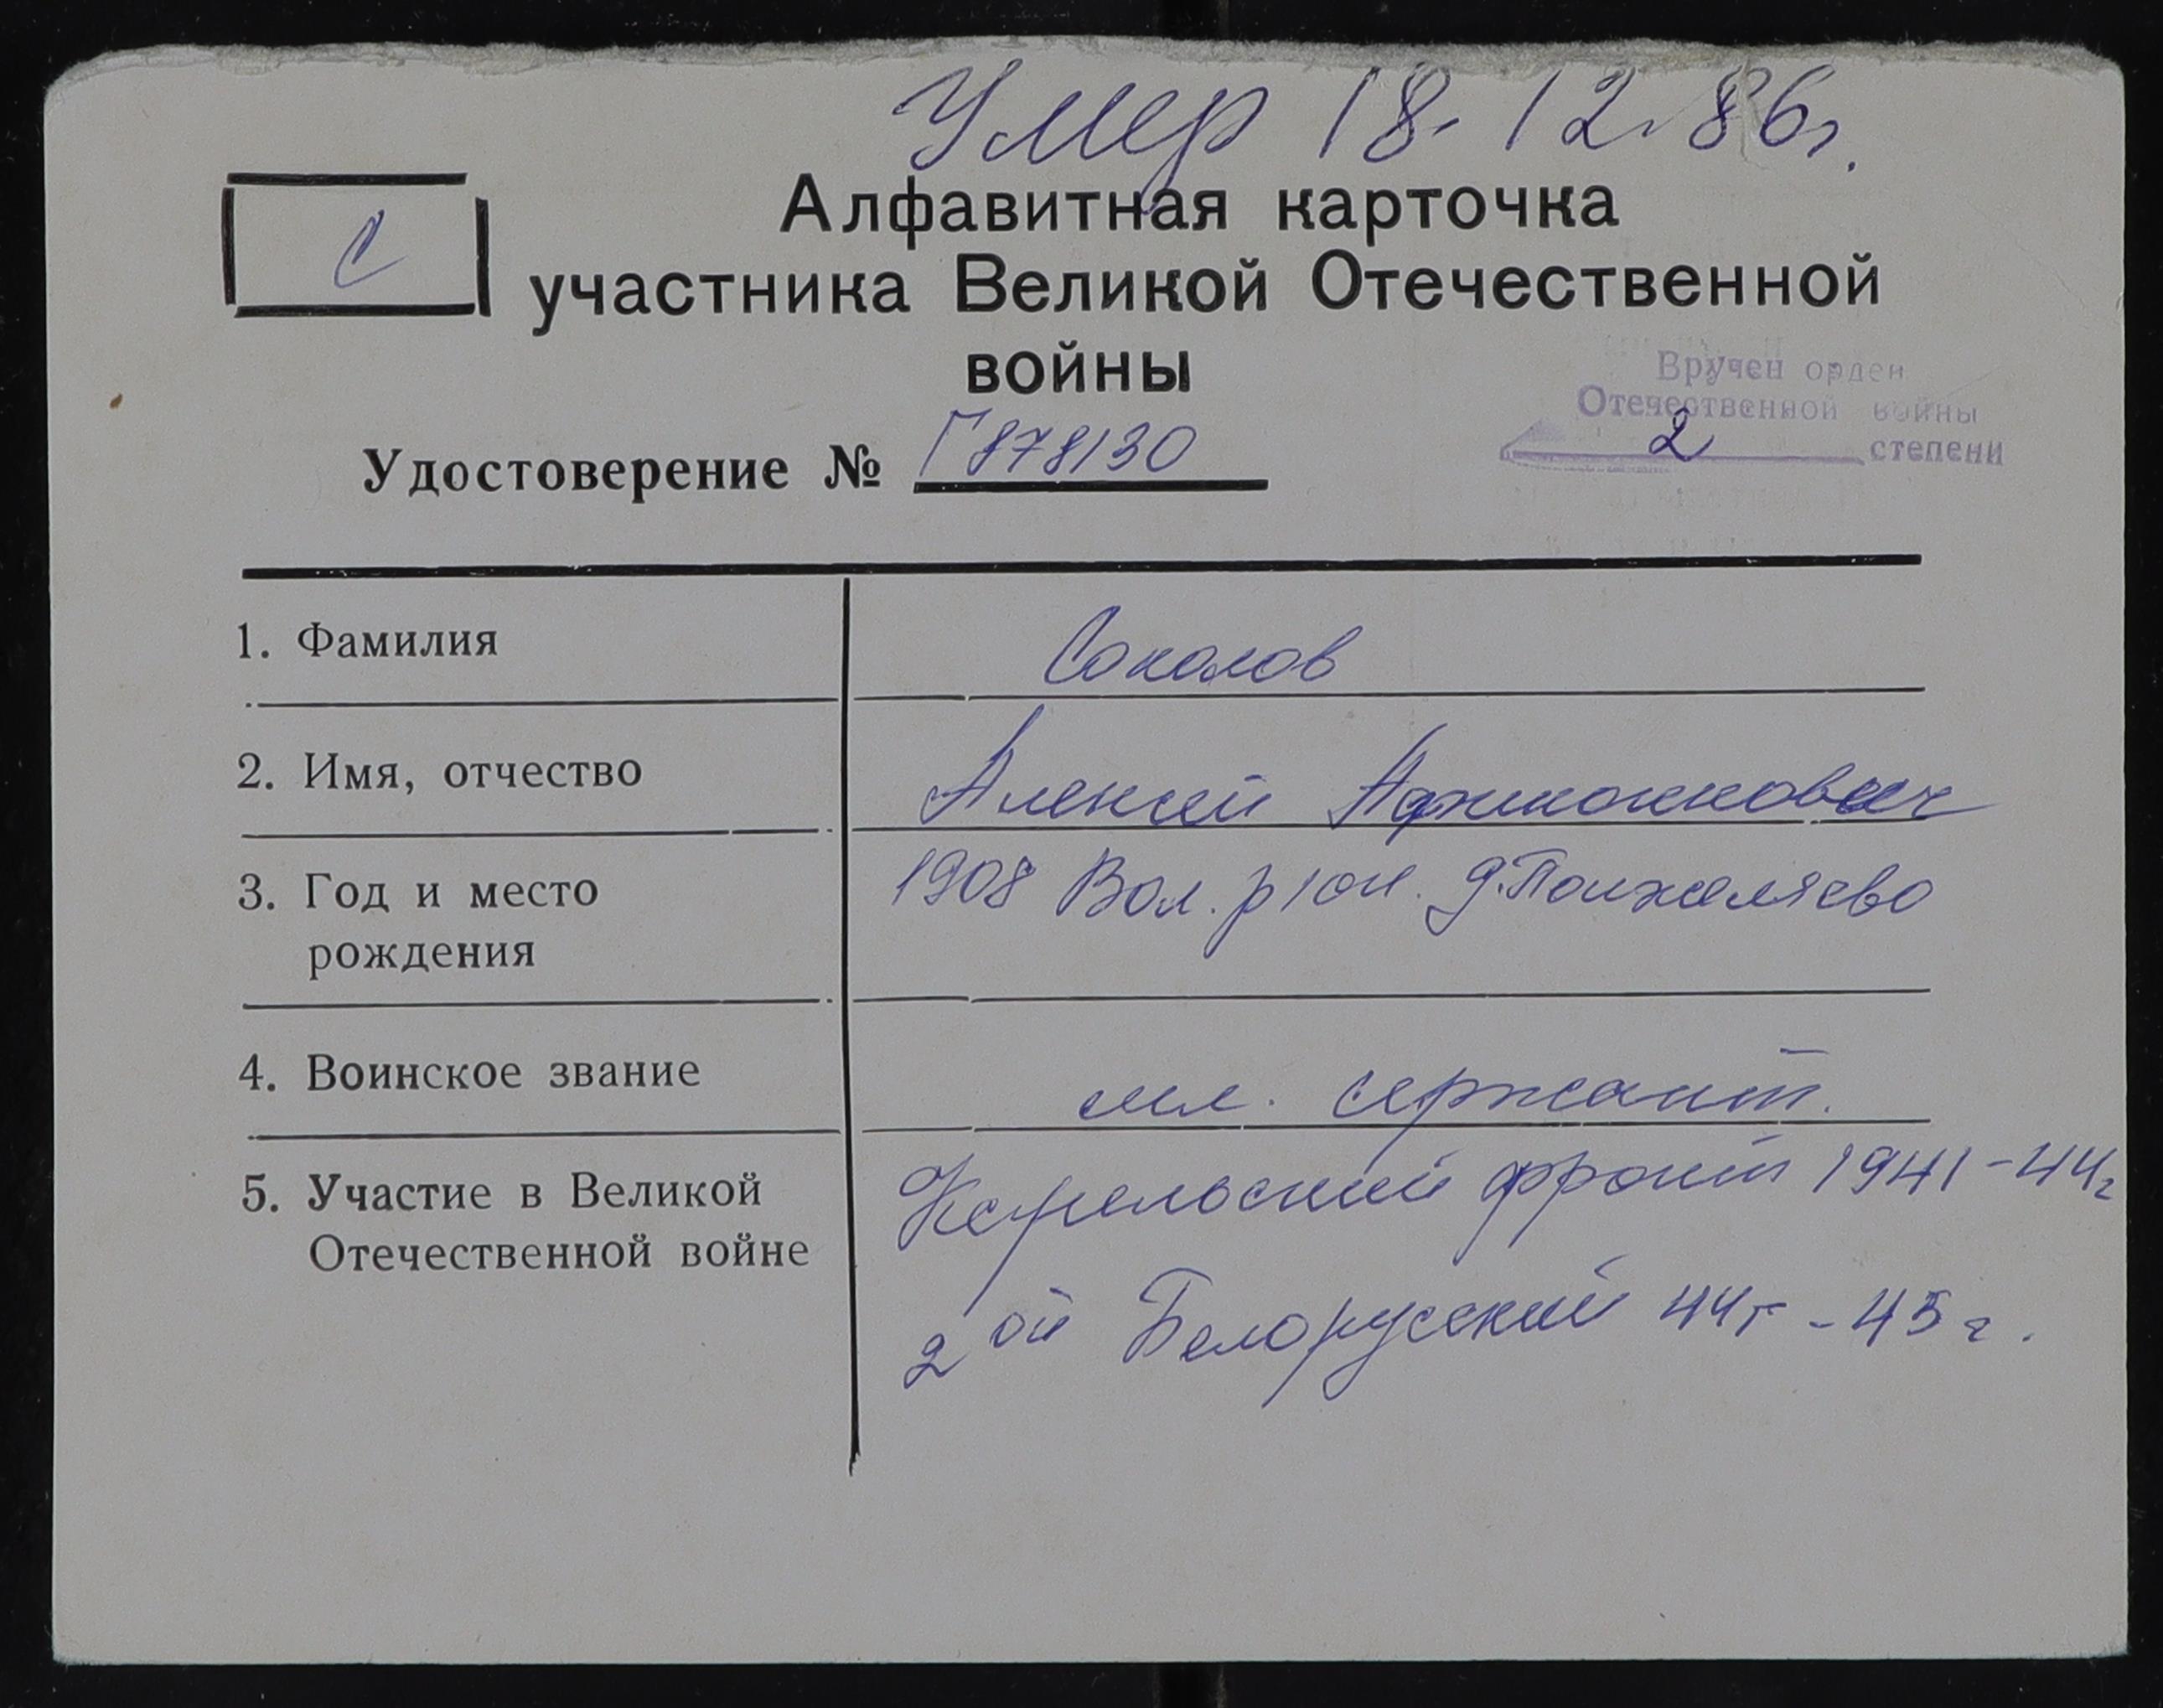 Умер 18.12.86г.
С
Алфавитная карточка
участника Великой Отечественной
войны
Вручен орден
Отечественной войны
2 степени
Удостоверение № Г878130
1. Фамилия
Соколов
2. Имя, отчество
Алексей
3. Год и место
рождения
1908 Вол. р/он. д.
4. Воинское звание
мл. сержант.
5. Участие в Великой
Отечественной войне
Карельский фронт 1941-44г
2ой Белорусский 44г-45г.